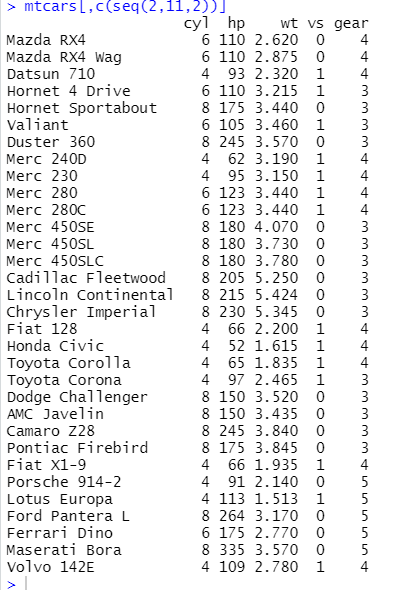 > mtcars[,c(seq(2,11,2))]
cyl hp wt vs gear
Mazda RX4 6 110 2.620 0 4
Mazda RX4 Wag 6 110 2.875 0 4
Datsun 710 4 93 2.320 1 4
Hornet 4 Drive 6 110 3.215 1 3
Hornet Sportabout 8 175 3.440 0 3
Valiant 6 105 3.460 1 3
Duster 360 8 245 3.570 0 3
Merc 240D 4 62 3.190 1 4
Merc 230 4 95 3.150 1 4
Merc 280 6 123 3.440 1 4
Merc 280C 6 123 3.440 1 4
Merc 450SE 8 180 4.070 0 3
Merc 450SL 8 180 3.730 0 3
Merc 450SLC 8 180 3.780 0 3
Cadillac Fleetwood 8 205 5.250 0 3
Lincoln Continental 8 215 5.424 0 3
Chrysler Imperial 8 230 5.345 0 3
Fiat 128 4 66 2.200 1 4
Honda Civic 4 52 1.615 1 4
Toyota Corolla 4 65 1.835 1 4
Toyota Corona 4 97 2.465 1 3
Dodge Challenger 8 150 3.520 0 3
AMC Javelin 8 150 3.435 0 3
Camaro Z28 8 245 3.840 0 3
Pontiac Firebird 8 175 3.845 0 3
Fiat X1-9 4 66 1.935 1 4
Porsche 914-2 4 91 2.140 0 5
Lotus Europa 4 113 1.513 1 5
Ford Pantera L 8 264 3.170 0 5
Ferrari Dino 6 175 2.770 0 5
Maserati Bora 8 335 3.570 0 5
Volvo 142E 4 109 2.780 1 4
>